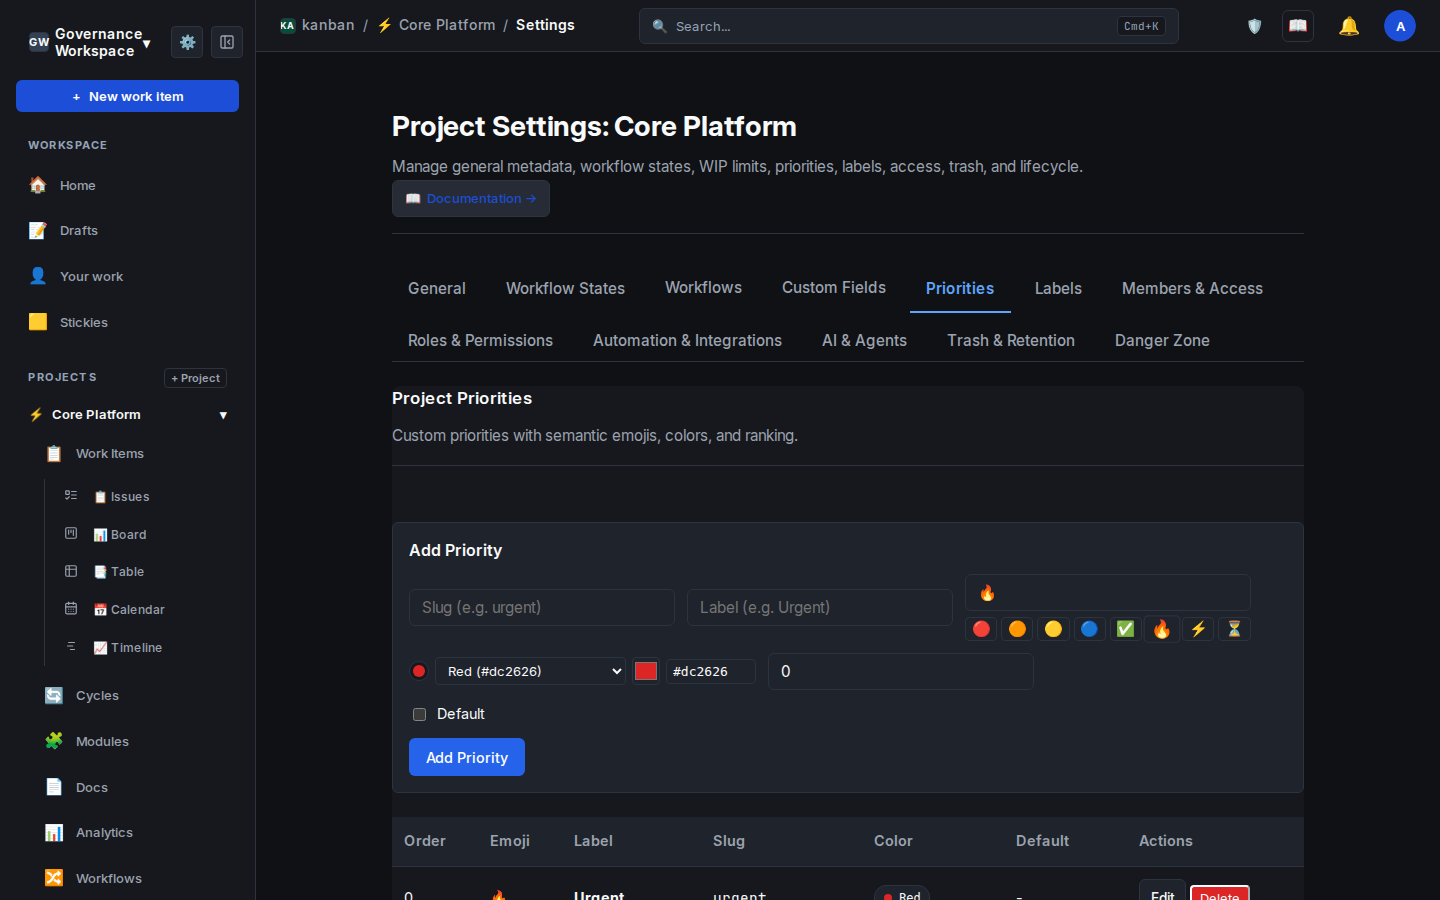 GW Governance Workspace ▾
+ New work item
WORKSPACE
Home
Drafts
Your work
Stickies
PROJECTS + Project
Core Platform ▾
Work Items
Issues
Board
Table
Calendar
Timeline
Cycles
Modules
Docs
Analytics
Workflows
KA kanban / Core Platform / Settings
Search... Cmd+K
A
Project Settings: Core Platform
Manage general metadata, workflow states, WIP limits, priorities, labels, access, trash, and lifecycle.
Documentation →
General Workflow States Workflows Custom Fields Priorities Labels Members & Access
Roles & Permissions Automation & Integrations AI & Agents Trash & Retention Danger Zone
Project Priorities
Custom priorities with semantic emojis, colors, and ranking.
Add Priority
Slug (e.g. urgent) Label (e.g. Urgent)
Red (#dc2626) #dc2626 0
Default
Add Priority
Order Emoji Label Slug Color Default Actions
0 Urgent urgent Red - Edit Delete